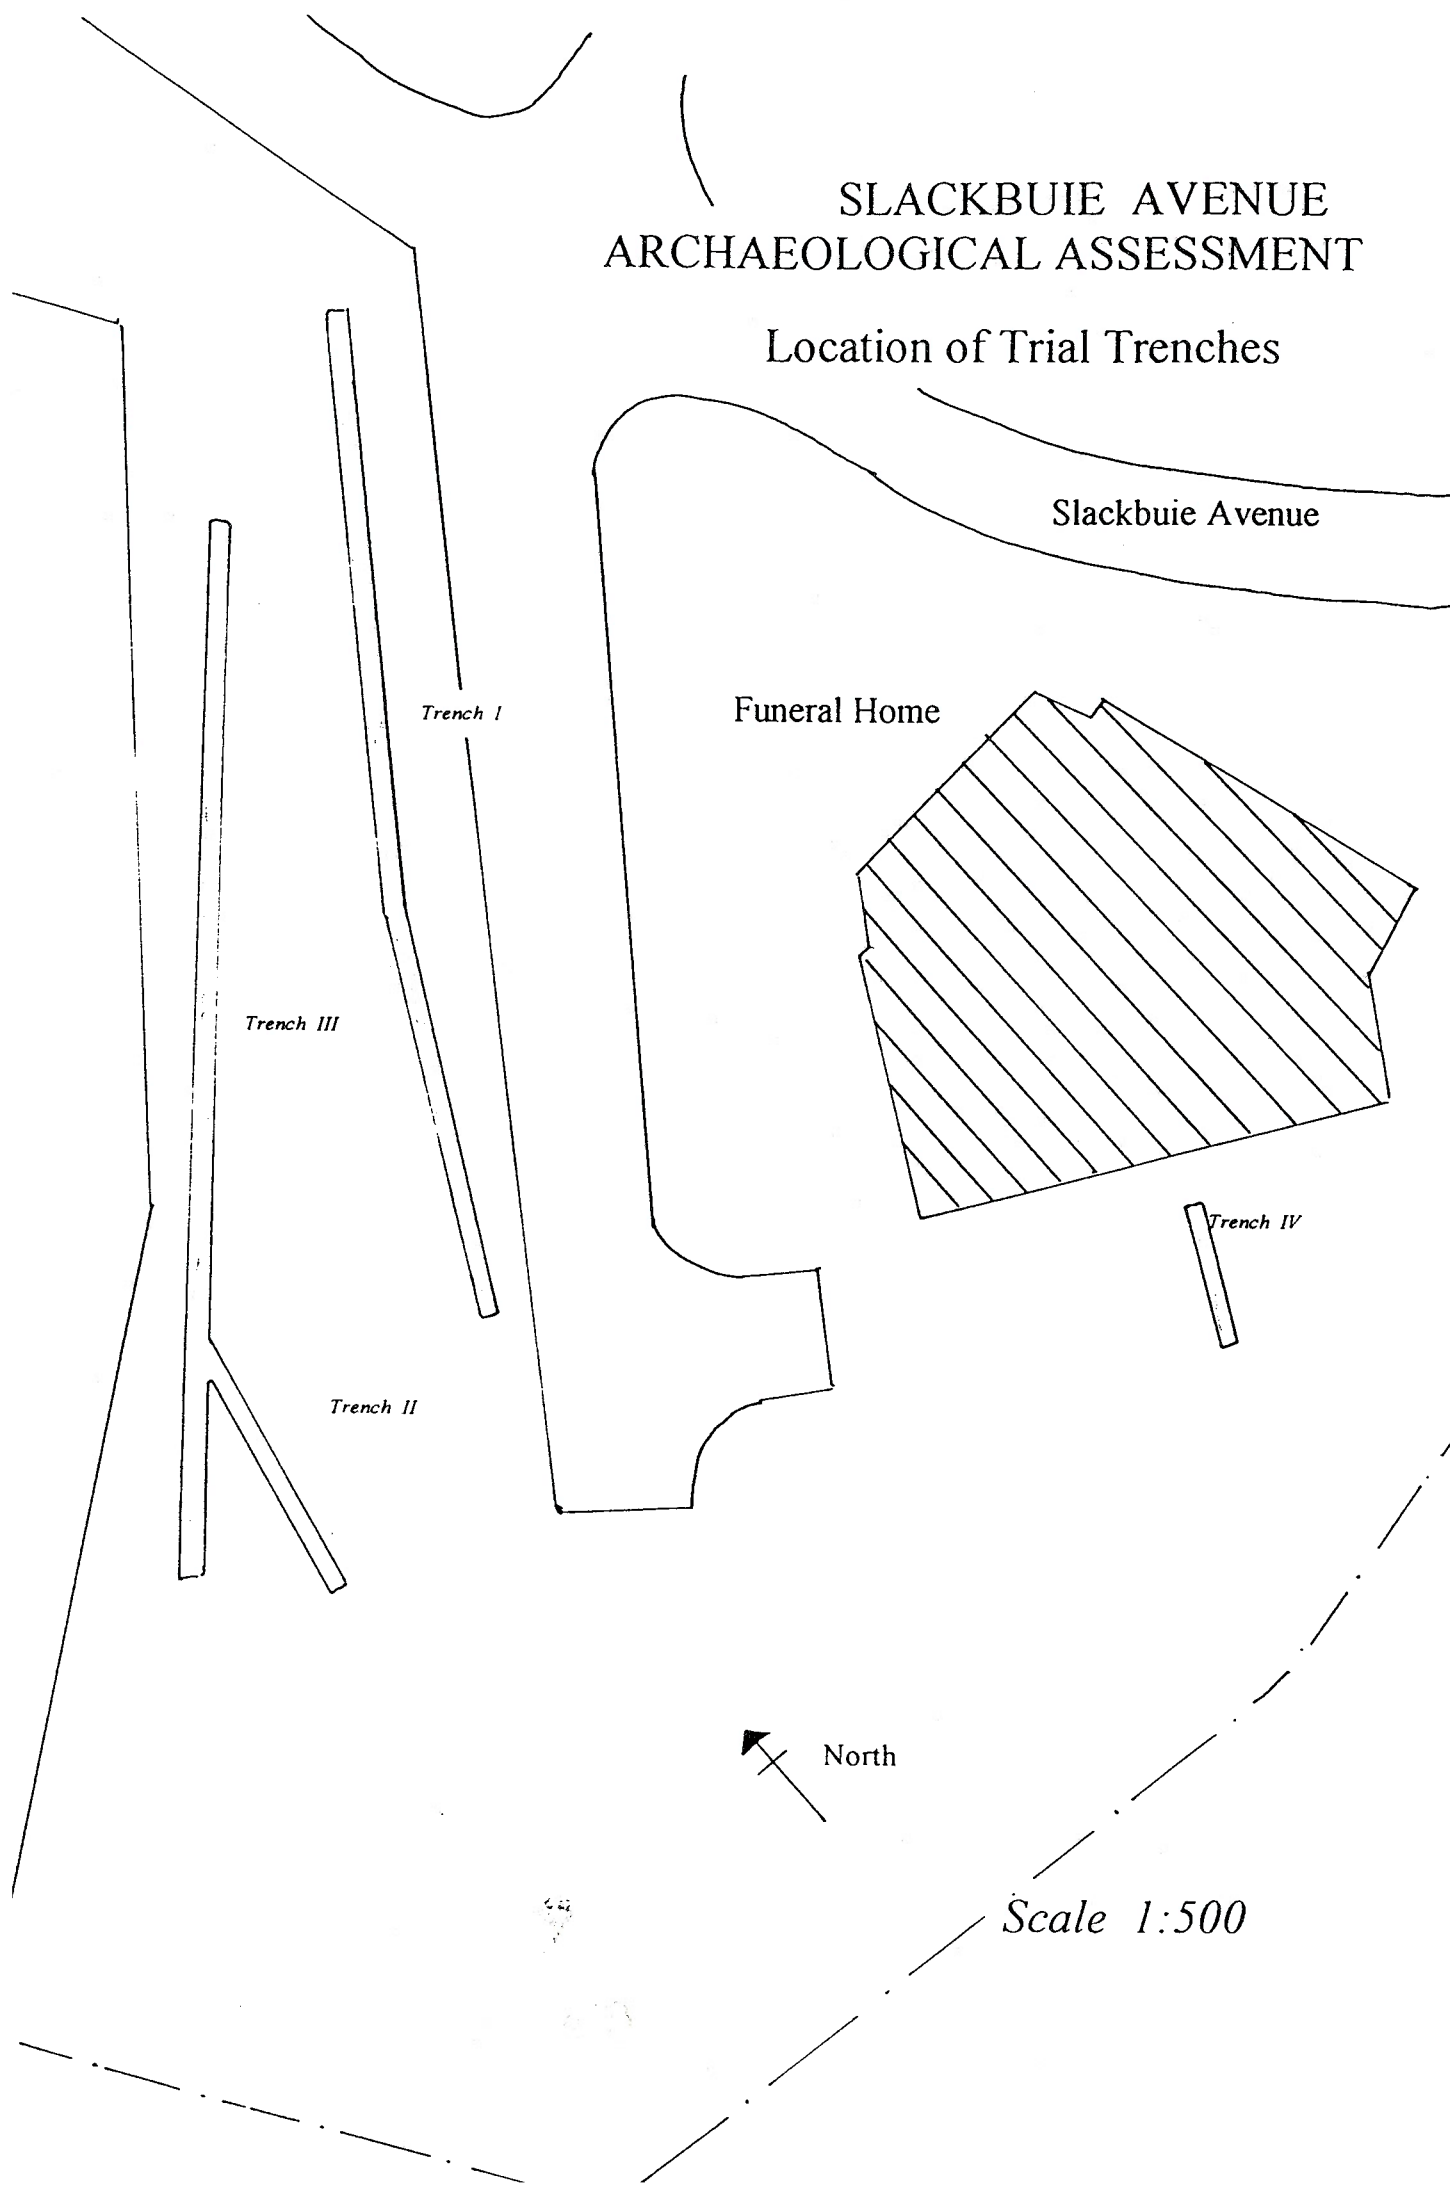 SLACKBUIE AVENUE
ARCHAEOLOGICAL ASSESSMENT
Location of Trial Trenches
Slackbuie Avenue
Funeral Home
Trench I
Trench III
Trench IV
Trench II
North
Scale 1:500